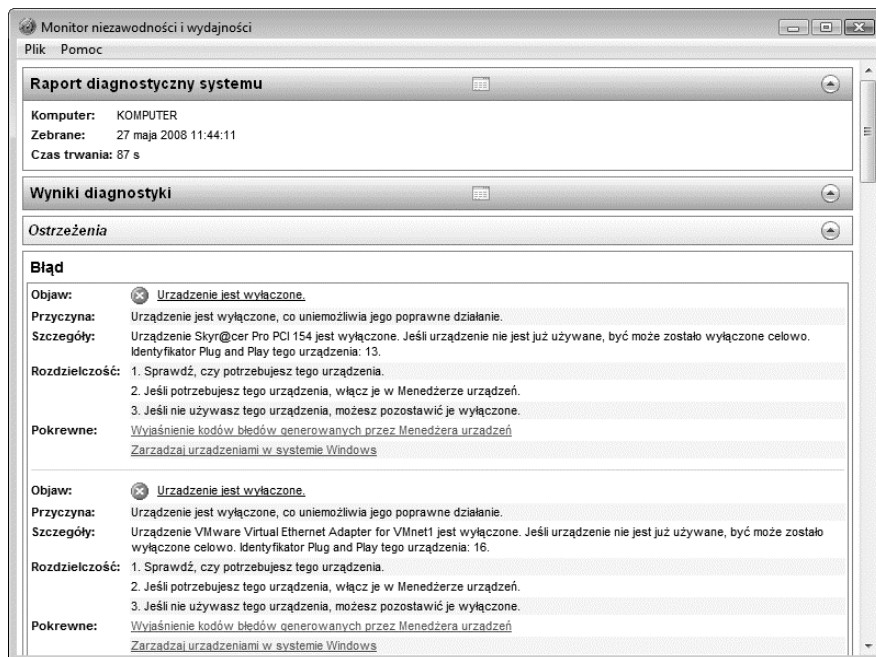 Monitor niezawodności i wydajności
Plik Pomoc
Raport diagnostyczny systemu
Komputer: KOMPUTER
Zebrane: 27 maja 2008 11:44:11
Czas trwania: 87 s
Wyniki diagnostyki
Ostrzeżenia
Błąd
Objaw: Urządzenie jest wyłączone.
Przyczyna: Urządzenie jest wyłączone, co uniemożliwia jego poprawne działanie.
Szczegóły: Urządzenie Skyr@cer Pro PCI 154 jest wyłączone. Jeśli urządzenie nie jest już używane, być może zostało wyłączone celowo.
Identyfikator Plug and Play tego urządzenia: 13.
Rozdzielczość: 1. Sprawdź, czy potrzebujesz tego urządzenia.
2. Jeśli potrzebujesz tego urządzenia, włącz je w Menedżerze urządzeń.
3. Jeśli nie używasz tego urządzenia, możesz pozostawić je wyłączone.
Pokrewne: Wyjaśnienie kodów błędów generowanych przez Menedżera urządzeń
Zarządzaj urządzeniami w systemie Windows
Objaw: Urządzenie jest wyłączone.
Przyczyna: Urządzenie jest wyłączone, co uniemożliwia jego poprawne działanie.
Szczegóły: Urządzenie VMware Virtual Ethernet Adapter for VMnet1 jest wyłączone. Jeśli urządzenie nie jest już używane, być może zostało
wyłączone celowo. Identyfikator Plug and Play tego urządzenia: 16.
Rozdzielczość: 1. Sprawdź, czy potrzebujesz tego urządzenia.
2. Jeśli potrzebujesz tego urządzenia, włącz je w Menedżerze urządzeń.
3. Jeśli nie używasz tego urządzenia, możesz pozostawić je wyłączone.
Pokrewne: Wyjaśnienie kodów błędów generowanych przez Menedżera urządzeń
Zarządzaj urządzeniami w systemie Windows